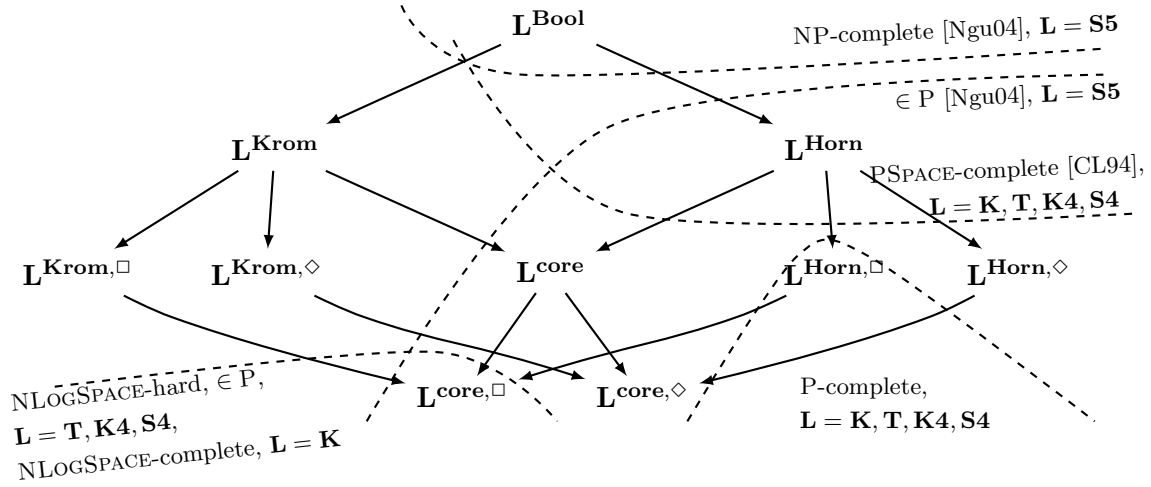 L^Bool
NP-complete [Ngu04], L = S5
∈ P [Ngu04], L = S5
L^Krom
L^Horn
PSPACE-complete [CL94],
L = K, T, K4, S4
L^Krom,□
L^Krom,◇
L^core
L^Horn,□
L^Horn,◇
L^core,□
L^core,◇
NLOGSPACE-hard, ∈ P,
L = T, K4, S4,
NLOGSPACE-complete, L = K
P-complete,
L = K, T, K4, S4